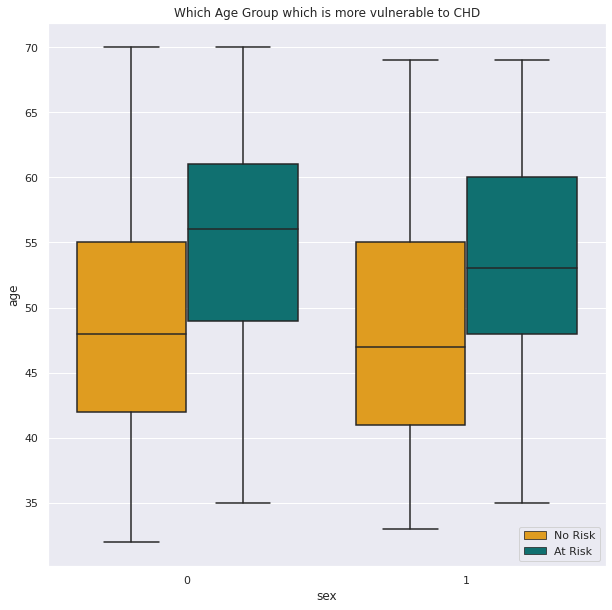 Which Age Group which is more vulnerable to CHD
70
65
60
55
50
45
40
35
age
0
1
sex
No Risk
At Risk